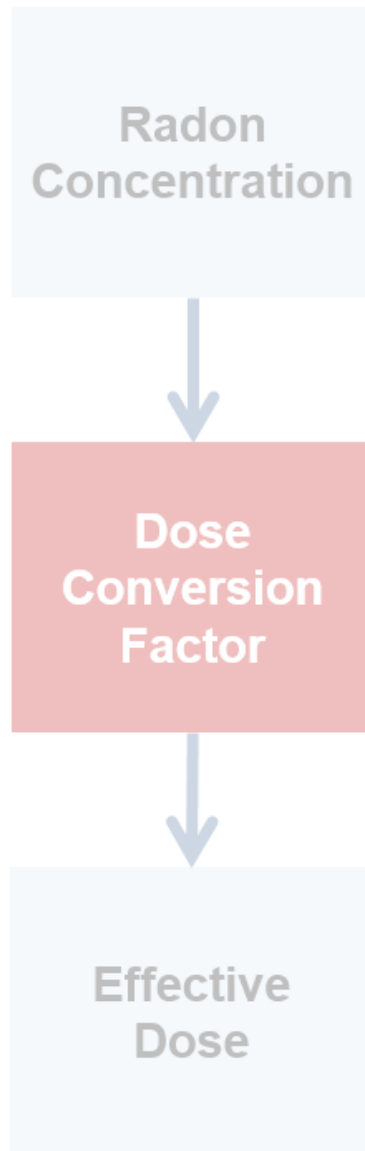 Radon
Concentration
Dose
Conversion
Factor
Effective
Dose